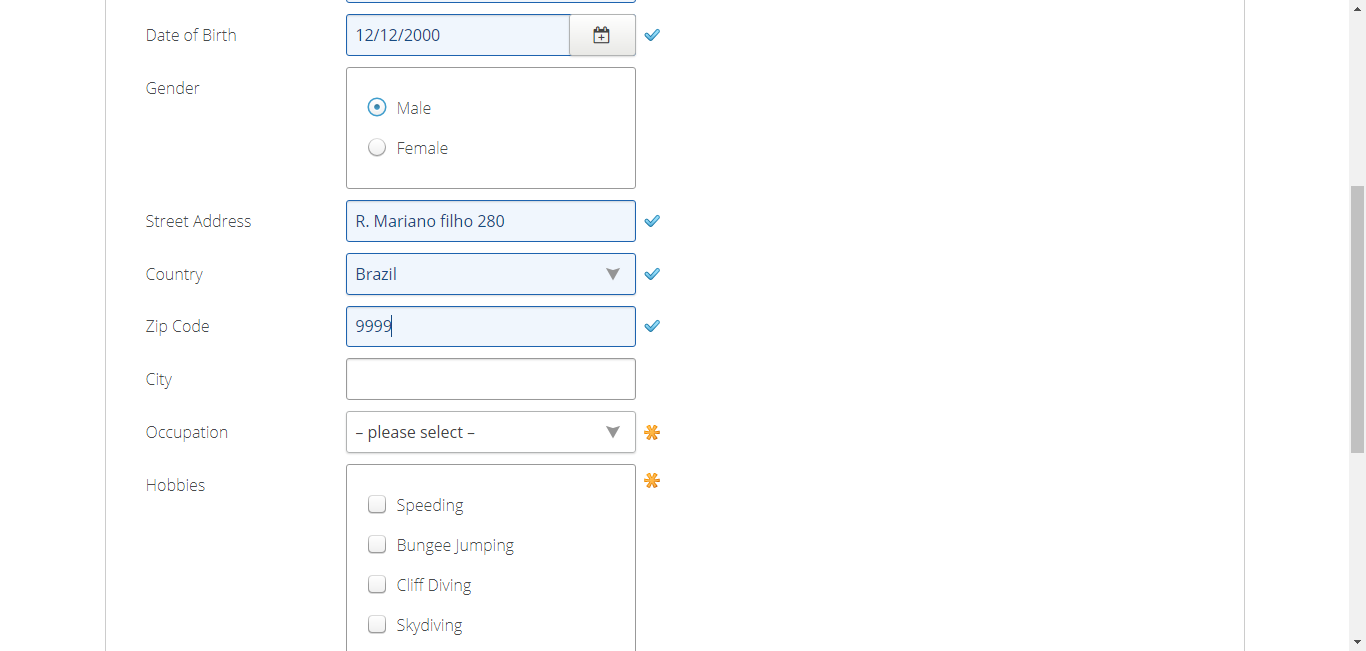 Date of Birth 12/12/2000
Gender
Male
Female
Street Address R. Mariano filho 280
Country Brazil
Zip Code 9999
City
Occupation – please select –
Hobbies
Speeding
Bungee Jumping
Cliff Diving
Skydiving